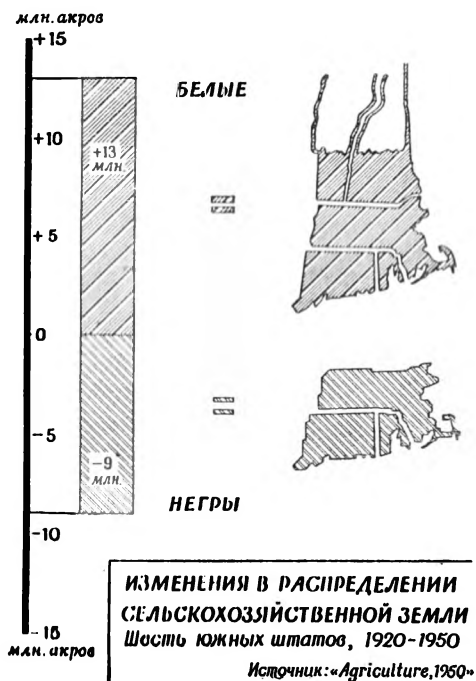 млн. акров
+15
БЕЛЫЕ
+10
+13
млн.
+5
0
-5
-9
млн.
НЕГРЫ
-10
ИЗМЕНЕНИЯ В РАСПРЕДЕЛЕНИИ
СЕЛЬСКОХОЗЯЙСТВЕННОЙ ЗЕМЛИ
-15
Шесть южных штатов, 1920-1950
млн. акров
Источник: «Agriculture, 1950»